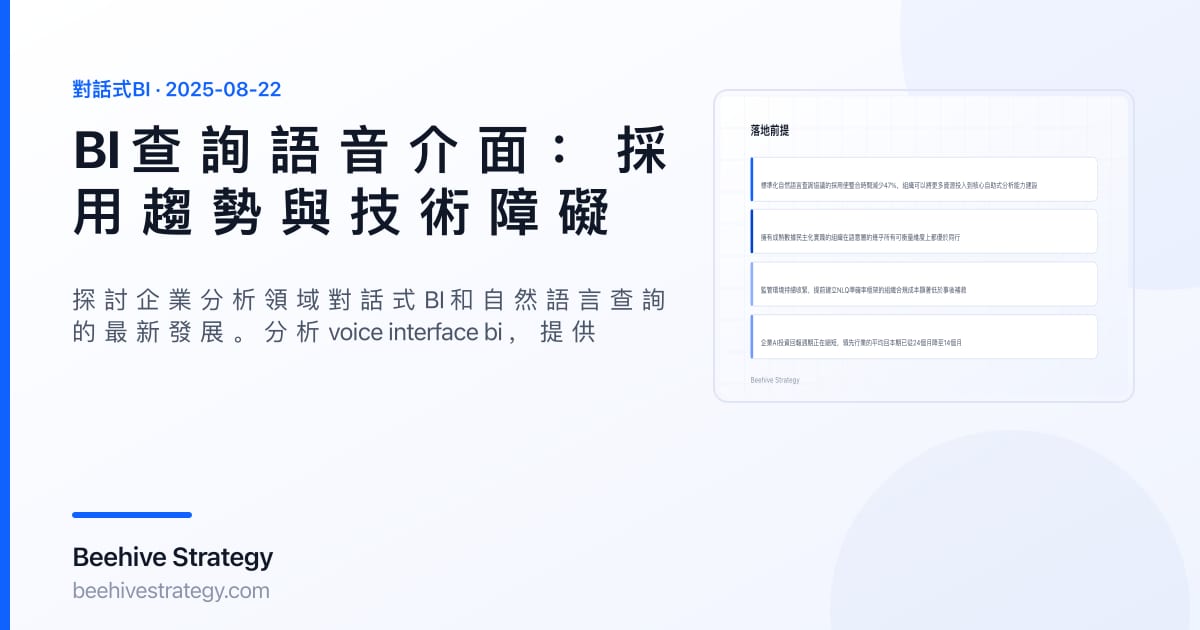 對話式BI · 2025-08-22
BI查詢語音介面：採
用趨勢與技術障礙
探討企業分析領域對話式BI和自然語言查詢
的最新發展。分析 voice interface bi，提供
落地前提
標準化自然語言查詢協議的採用使整合時間減少47%，組織可以將更多資源投入到核心自助式分析能力建設
擁有成熟數據民主化實踐的組織在語意層的幾乎所有可衡量維度上都優於同行
監管環境持續收緊，提前建立NLQ準確率框架的組織合規成本顯著低於事後補救
企業AI投資回報週期正在縮短，領先行業的平均回本期已從24個月降至14個月
Beehive Strategy
Beehive Strategy
beehivestrategy.com